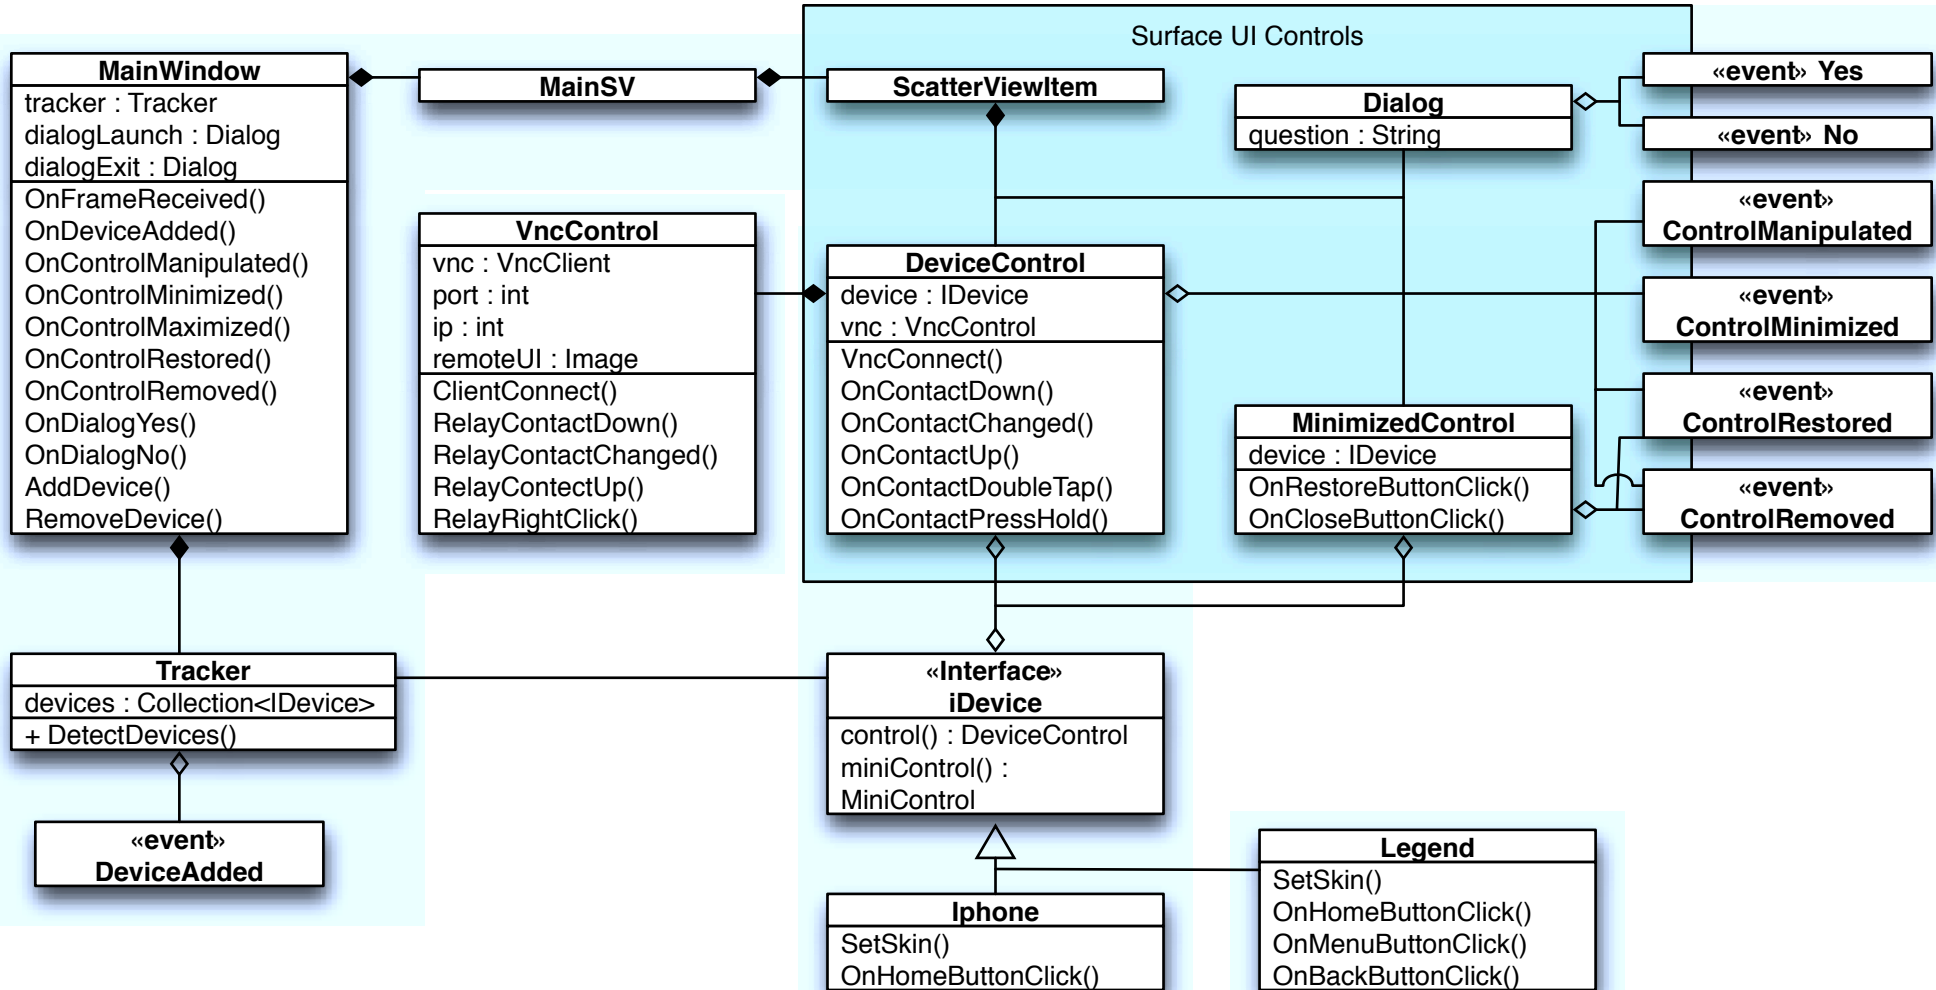 Surface UI Controls
MainWindow
tracker : Tracker
dialogLaunch : Dialog
dialogExit : Dialog
OnFrameReceived()
OnDeviceAdded()
OnControlManipulated()
OnControlMinimized()
OnControlMaximized()
OnControlRestored()
OnControlRemoved()
OnDialogYes()
OnDialogNo()
AddDevice()
RemoveDevice()
MainSV
ScatterViewItem
Dialog
question : String
«event» Yes
«event» No
«event»
ControlManipulated
«event»
ControlMinimized
«event»
ControlRestored
«event»
ControlRemoved
VncControl
vnc : VncClient
port : int
ip : int
remoteUI : Image
ClientConnect()
RelayContactDown()
RelayContactChanged()
RelayContectUp()
RelayRightClick()
DeviceControl
device : IDevice
vnc : VncControl
VncConnect()
OnContactDown()
OnContactChanged()
OnContactUp()
OnContactDoubleTap()
OnContactPressHold()
MinimizedControl
device : IDevice
OnRestoreButtonClick()
OnCloseButtonClick()
Tracker
devices : Collection<IDevice>
+ DetectDevices()
«event»
DeviceAdded
«Interface»
iDevice
control() : DeviceControl
miniControl() :
MiniControl
Iphone
SetSkin()
OnHomeButtonClick()
Legend
SetSkin()
OnHomeButtonClick()
OnMenuButtonClick()
OnBackButtonClick()